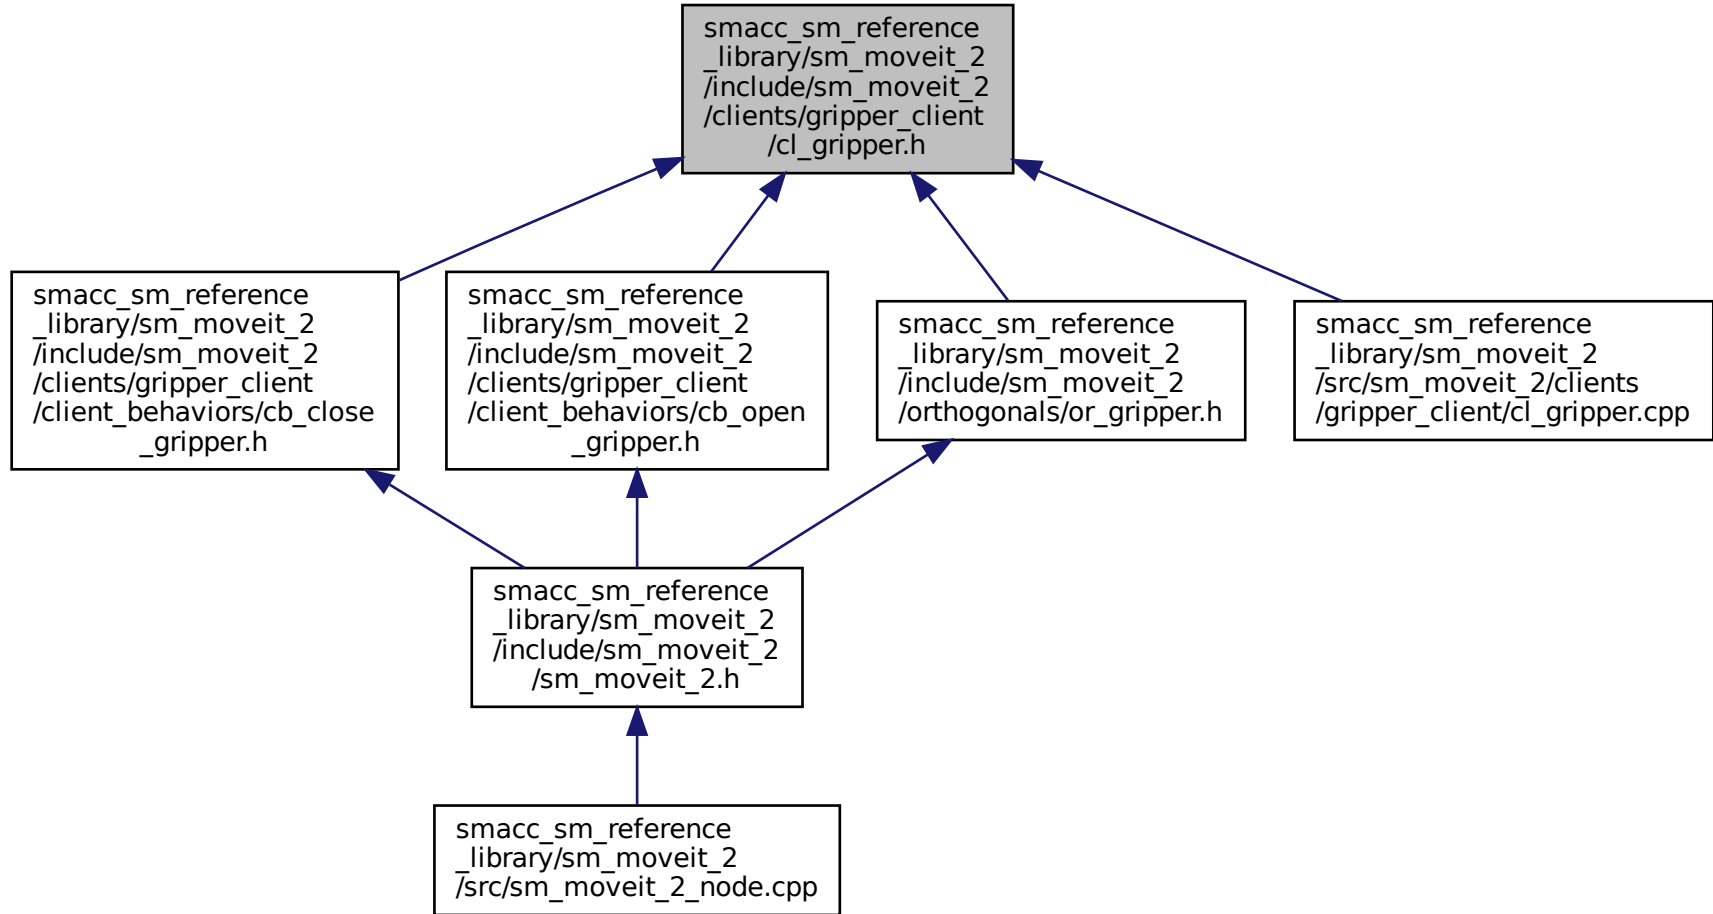 smacc_sm_reference
_library/sm_moveit_2
/include/sm_moveit_2
/clients/gripper_client
/cl_gripper.h
smacc_sm_reference
_library/sm_moveit_2
/include/sm_moveit_2
/clients/gripper_client
/client_behaviors/cb_close
_gripper.h
smacc_sm_reference
_library/sm_moveit_2
/include/sm_moveit_2
/clients/gripper_client
/client_behaviors/cb_open
_gripper.h
smacc_sm_reference
_library/sm_moveit_2
/include/sm_moveit_2
/orthogonals/or_gripper.h
smacc_sm_reference
_library/sm_moveit_2
/src/sm_moveit_2/clients
/gripper_client/cl_gripper.cpp
smacc_sm_reference
_library/sm_moveit_2
/include/sm_moveit_2
/sm_moveit_2.h
smacc_sm_reference
_library/sm_moveit_2
/src/sm_moveit_2_node.cpp